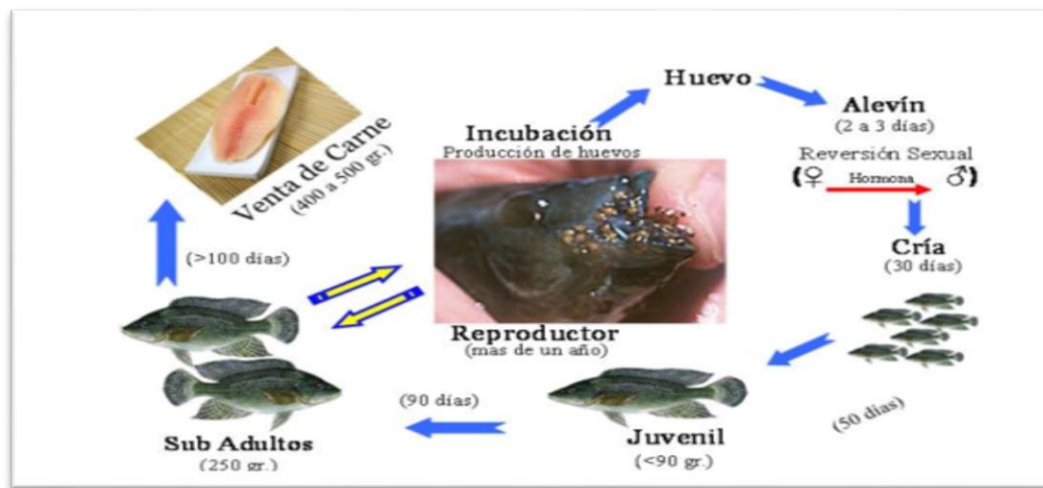 Huevo
Alevín
(2 a 3 días)
Reversión Sexual
(♀ Hormona ♂)
Cría
(30 días)
(50 días)
Juvenil
(<90 gr.)
(90 días)
Sub Adultos
(250 gr.)
(>100 días)
Venta de Carne
(400 a 500 gr.)
Incubación
Producción de huevos
Reproductor
(mas de un año)